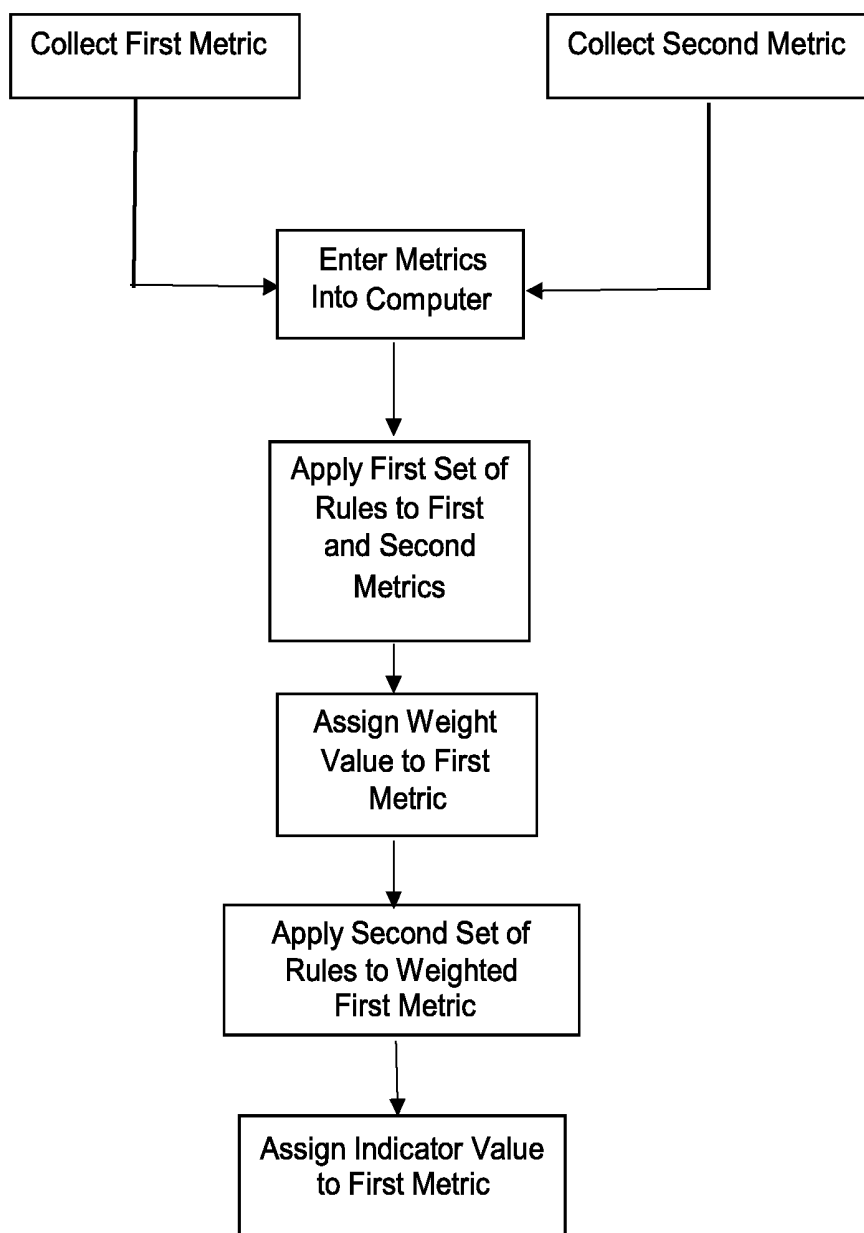 Collect First Metric
Collect Second Metric
Enter Metrics
Into Computer
Apply First Set of
Rules to First
and Second
Metrics
Assign Weight
Value to First
Metric
Apply Second Set of
Rules to Weighted
First Metric
Assign Indicator Value
to First Metric